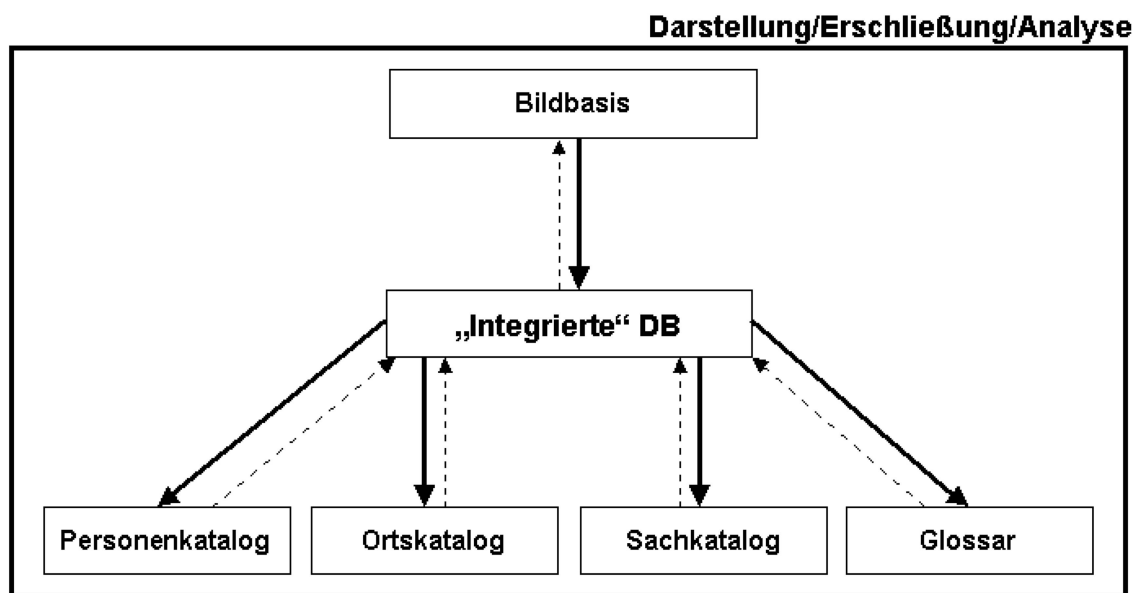 Darstellung/Erschließung/Analyse
Bildbasis
„Integrierte“ DB
Personenkatalog
Ortskatalog
Sachkatalog
Glossar